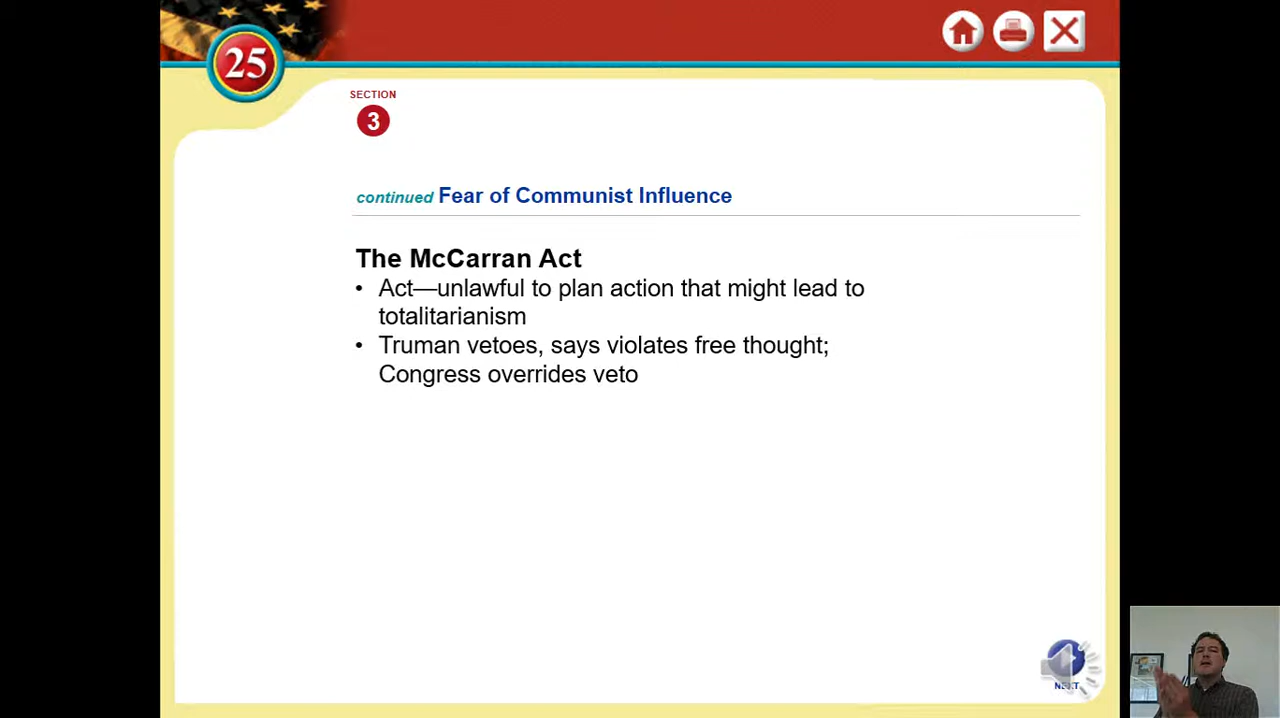 25
SECTION
3
continued Fear of Communist Influence
The McCarran Act
• Act—unlawful to plan action that might lead to
totalitarianism
• Truman vetoes, says violates free thought;
Congress overrides veto
NEXT